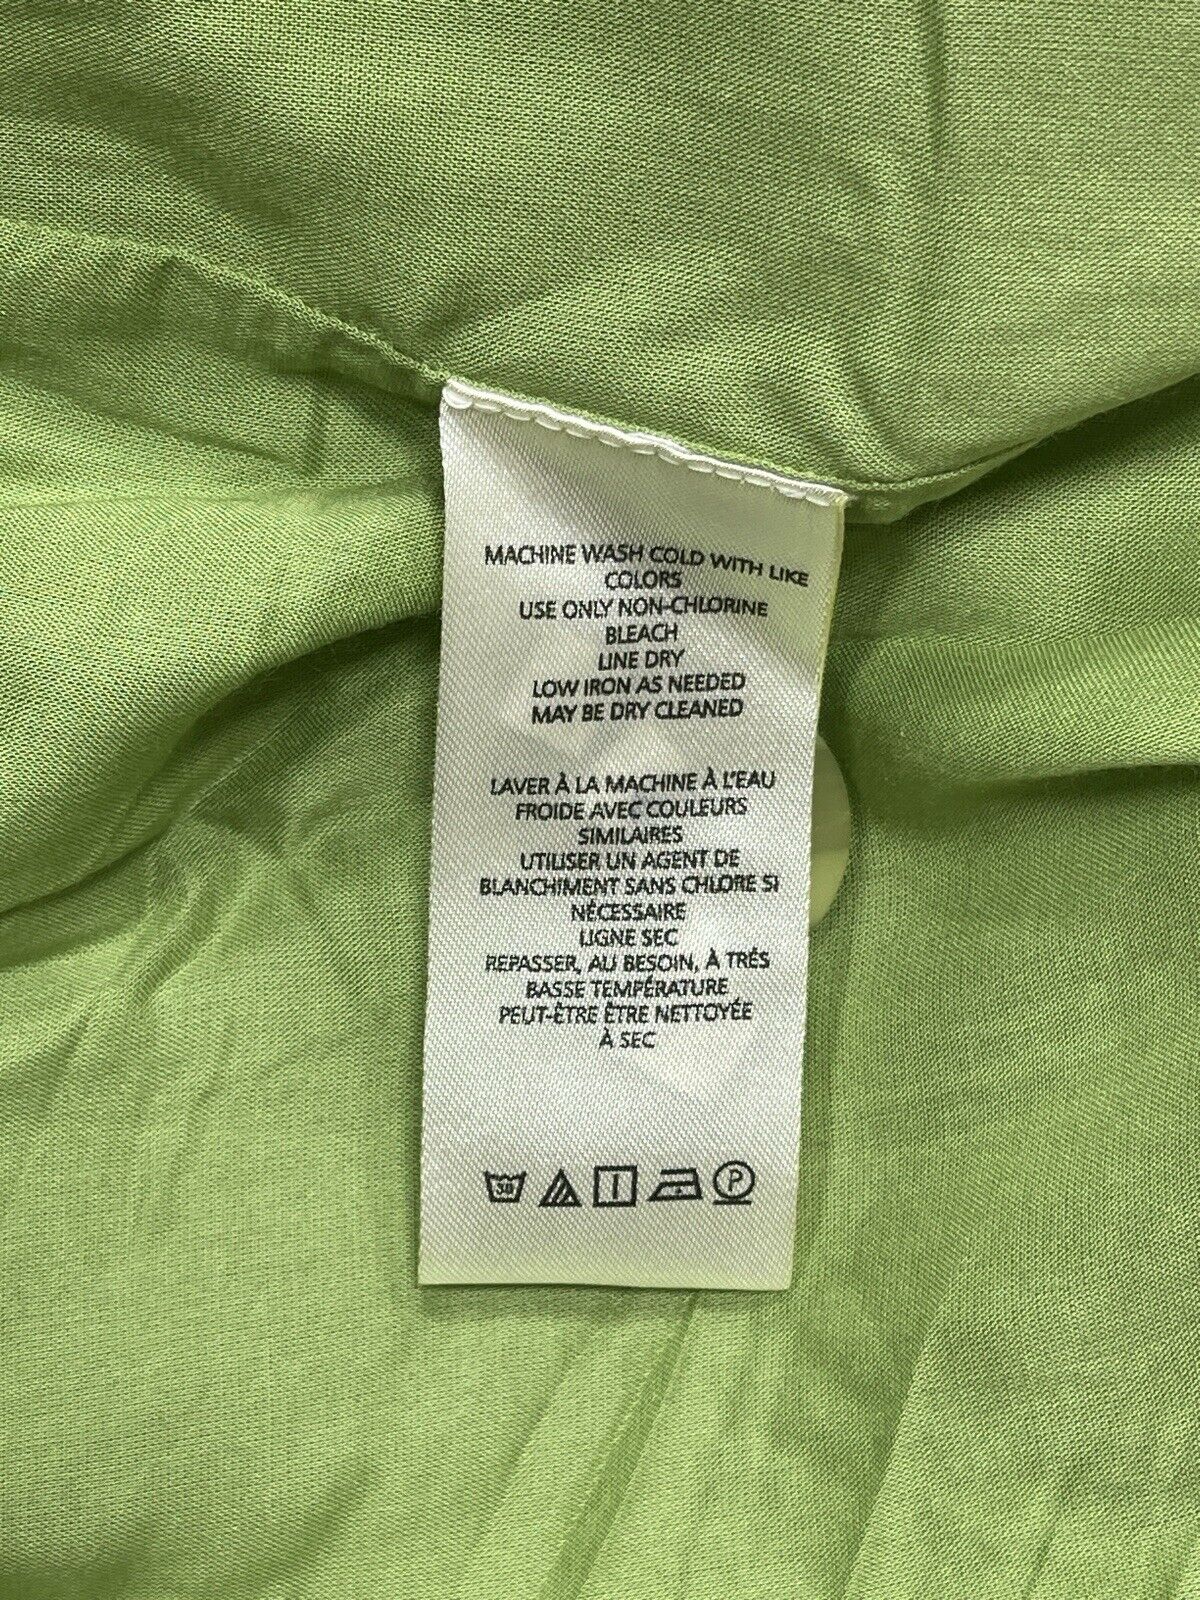 MACHINE WASH COLD WITH LIKE
COLORS
USE ONLY NON-CHLORINE
BLEACH
LINE DRY
LOW IRON AS NEEDED
MAY BE DRY CLEANED
LAVER À LA MACHINE À L'EAU
FROIDE AVEC COULEURS
SIMILAIRES
UTILISER UN AGENT DE
BLANCHIMENT SANS CHLORE SI
NÉCESSAIRE
LIGNE SEC
REPASSER, AU BESOIN, À TRÉS
BASSE TEMPÉRATURE
PEUT-ÊTRE ÊTRE NETTOYÉE
À SEC
30 P